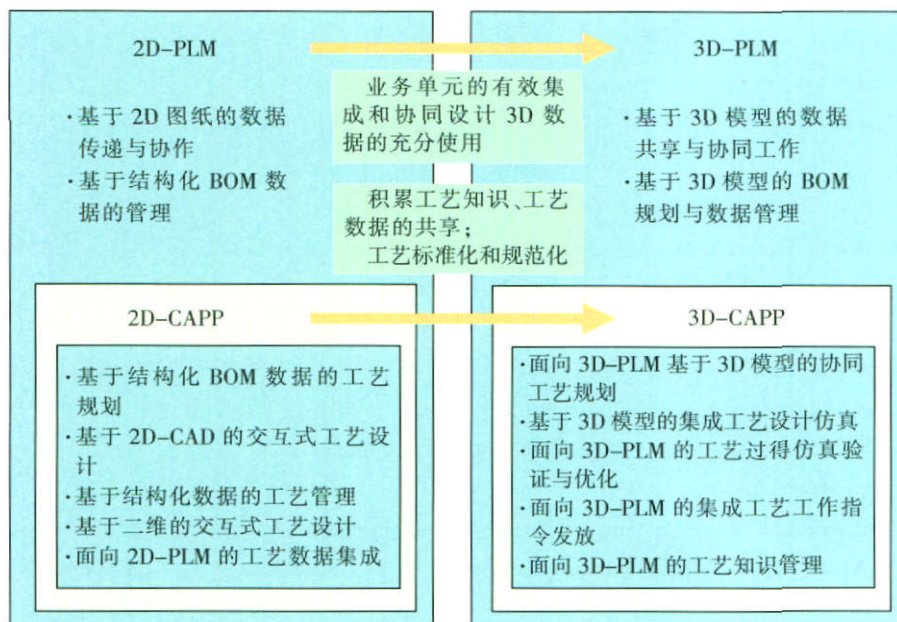 2D-PLM
·基于 2D 图纸的数据
传递与协作
·基于结构化 BOM 数
据的管理
业务单元的有效集
成和协同设计 3D 数
据的充分使用
积累工艺知识、工艺
数据的共享；
工艺标准化和规范化
3D-PLM
·基于 3D 模型的数据
共享与协同工作
·基于 3D 模型的 BOM
规划与数据管理
2D-CAPP
·基于结构化 BOM 数据的工艺
规划
·基于 2D-CAD 的交互式工艺设
计
·基于结构化数据的工艺管理
·基于二维的交互式工艺设计
·面向 2D-PLM 的工艺数据集成
3D-CAPP
·面向 3D-PLM 基于 3D 模型的协同
工艺规划
·基于 3D 模型的集成工艺设计仿真
·面向 3D-PLM 的工艺过得仿真验
证与优化
·面向 3D-PLM 的集成工艺工作指
令发放
·面向 3D-PLM 的工艺知识管理